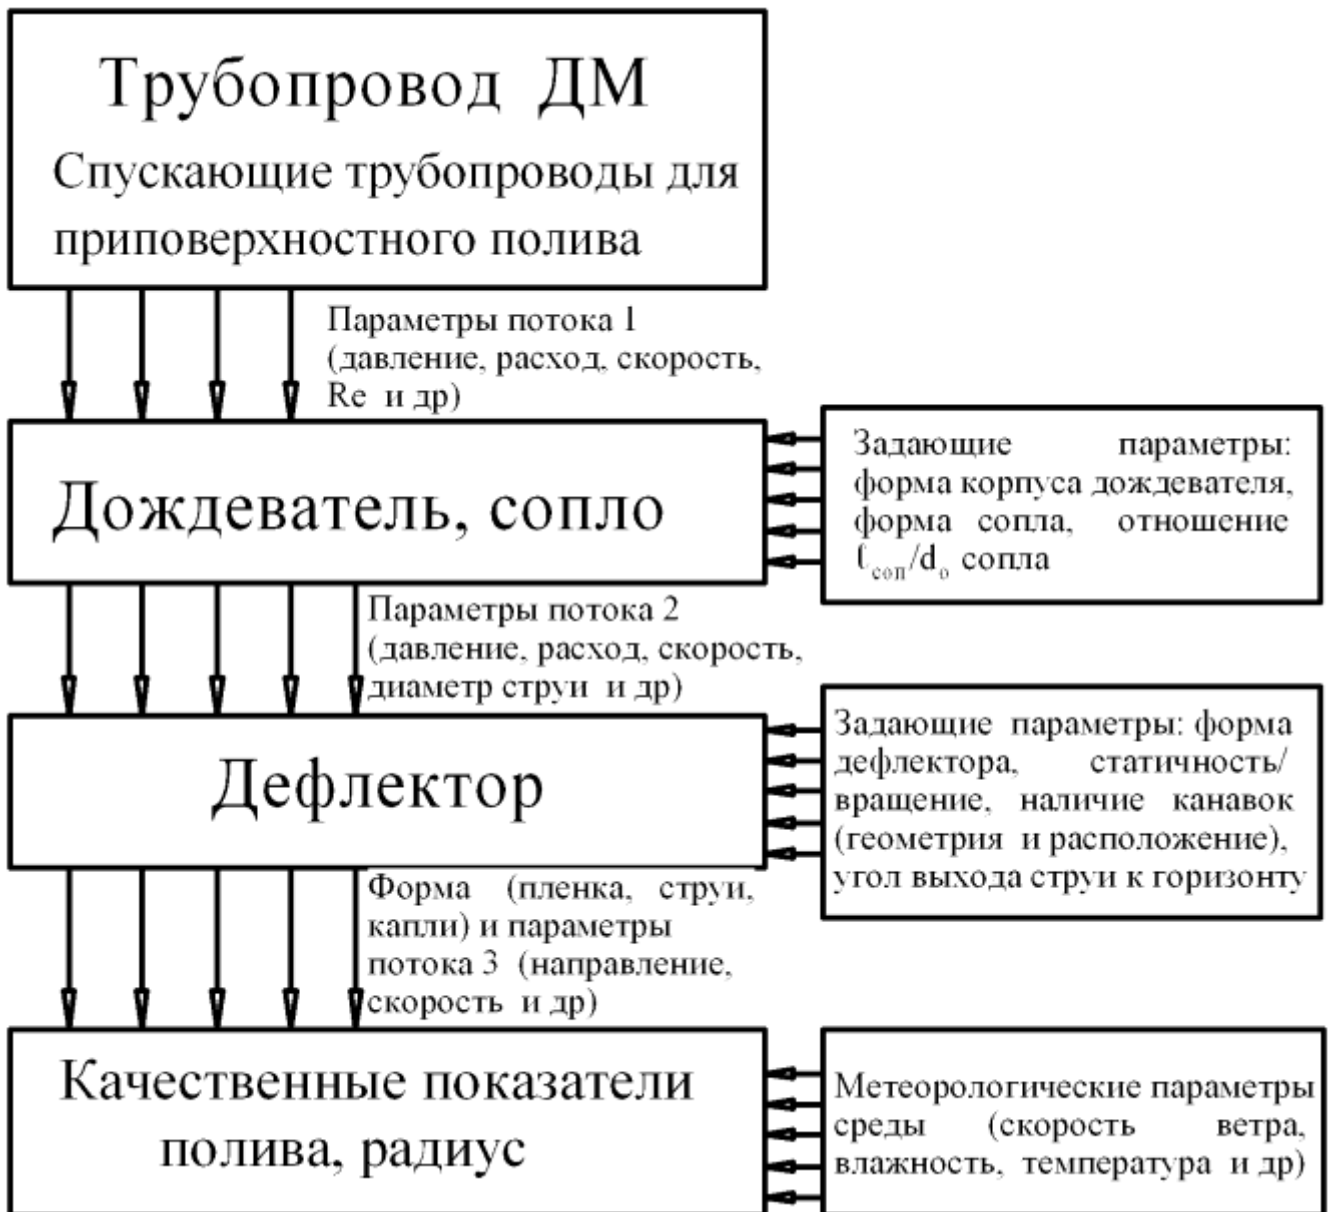 Трубопровод ДМ
Спускающие трубопроводы для
приповерхностного полива
Параметры потока 1
(давление, расход, скорость,
Re и др)
Дождеватель, сопло
Задающие параметры:
форма корпуса дождевателя,
форма сопла, отношение
ℓсоп/do сопла
Параметры потока 2
(давление, расход, скорость,
диаметр струи и др)
Дефлектор
Задающие параметры: форма
дефлектора, статичность/
вращение, наличие канавок
(геометрия и расположение),
угол выхода струи к горизонту
Форма (пленка, струи,
капли) и параметры
потока 3 (направление,
скорость и др)
Качественные показатели
полива, радиус
Метеорологические параметры
среды (скорость ветра,
влажность, температура и др)